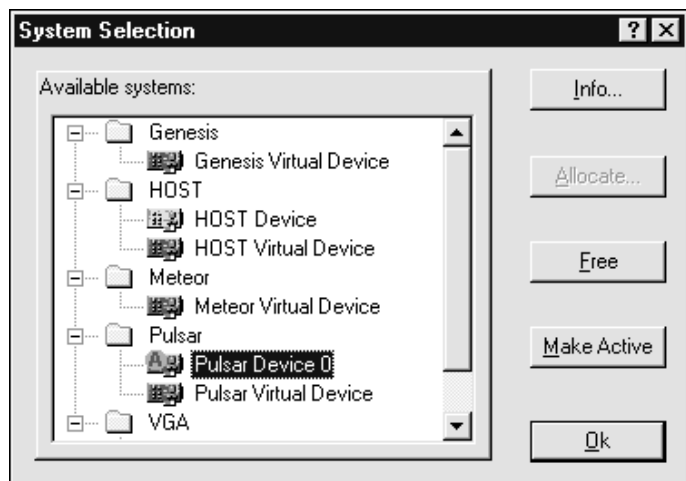 System Selection
Available systems:
Info...
Genesis
Genesis Virtual Device
Allocate...
HOST
HOST Device
HOST Virtual Device
Free
Meteor
Meteor Virtual Device
Pulsar
Make Active
Pulsar Device 0
Pulsar Virtual Device
VGA
Ok